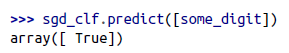 >>> sgd_clf.predict([some_digit])
array([ True])